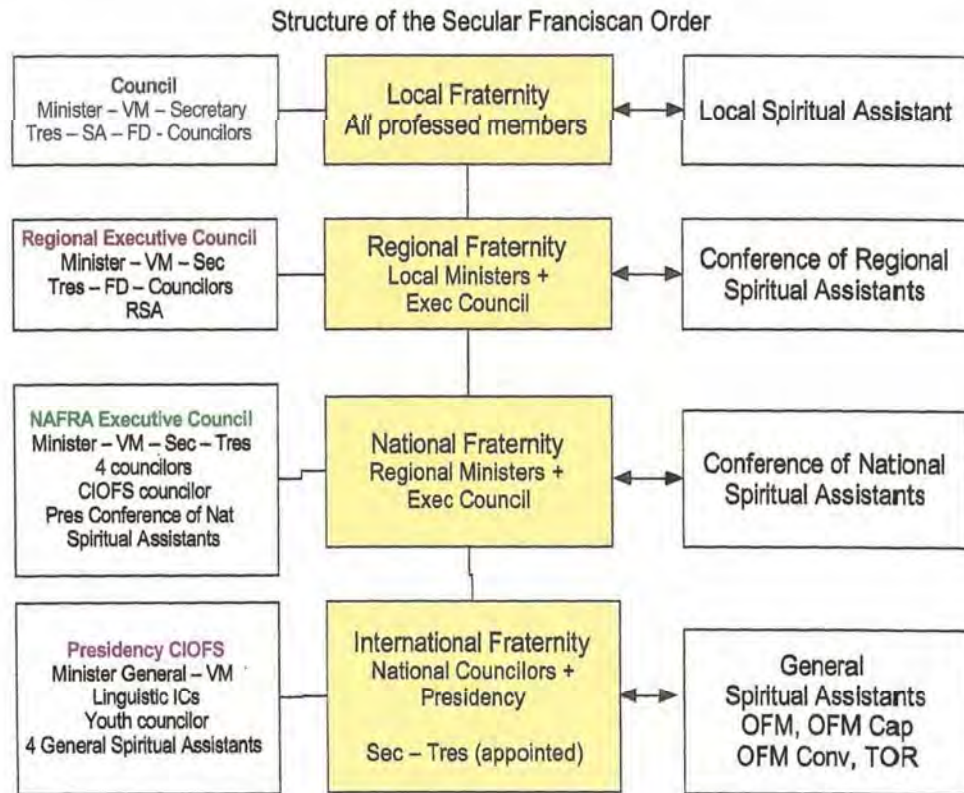 Structure of the Secular Franciscan Order
Council
Minister – VM – Secretary
Tres – SA – FD - Councilors
Local Fraternity
All professed members
Local Spiritual Assistant
Regional Executive Council
Minister – VM – Sec
Tres – FD – Councilors
RSA
Regional Fraternity
Local Ministers +
Exec Council
Conference of Regional
Spiritual Assistants
NAFRA Executive Council
Minister – VM – Sec – Tres
4 councilors
CIOFS councilor
Pres Conference of Nat
Spiritual Assistants
National Fraternity
Regional Ministers +
Exec Council
Conference of National
Spiritual Assistants
Presidency CIOFS
Minister General – VM
Linguistic ICs
Youth councilor
4 General Spiritual Assistants
International Fraternity
National Councilors +
Presidency
Sec – Tres (appointed)
General
Spiritual Assistants
OFM, OFM Cap
OFM Conv, TOR